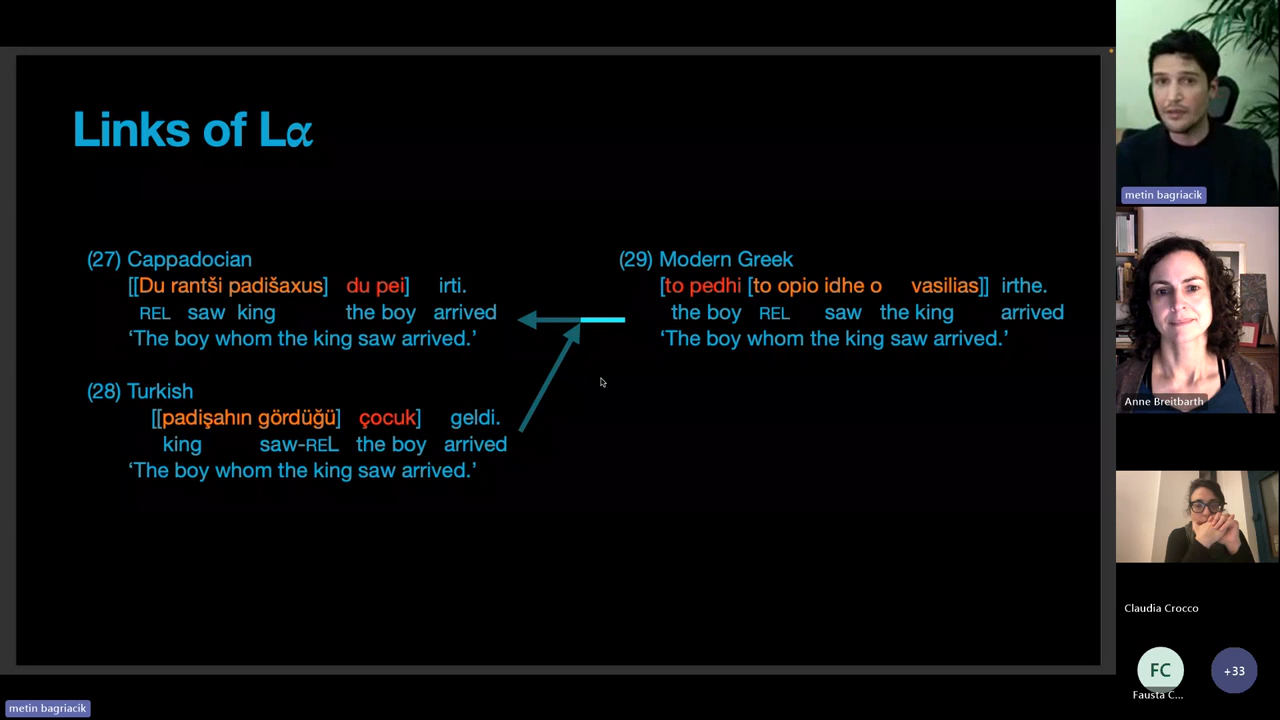 Links of Lα
(27) Cappadocian
[[Du rantši padišaxus] du pei] irti.
REL saw king the boy arrived
‘The boy whom the king saw arrived.’
(28) Turkish
[[padişahın gördüğü] çocuk] geldi.
king saw-REL the boy arrived
‘The boy whom the king saw arrived.’
(29) Modern Greek
[to pedhi [to opio idhe o vasilias]] irthe.
the boy REL saw the king arrived
‘The boy whom the king saw arrived.’
metin bagriacik
Anne Breitbarth
Claudia Crocco
FC
Fausta C...
+33
metin bagriacik